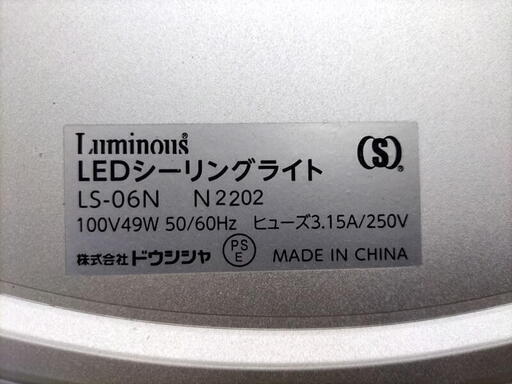 Luminous®
(S)®
LEDシーリングライト
LS-06N N2202
100V49W 50/60Hz ヒューズ3.15A/250V
株式会社ドウシシャ PSE MADE IN CHINA